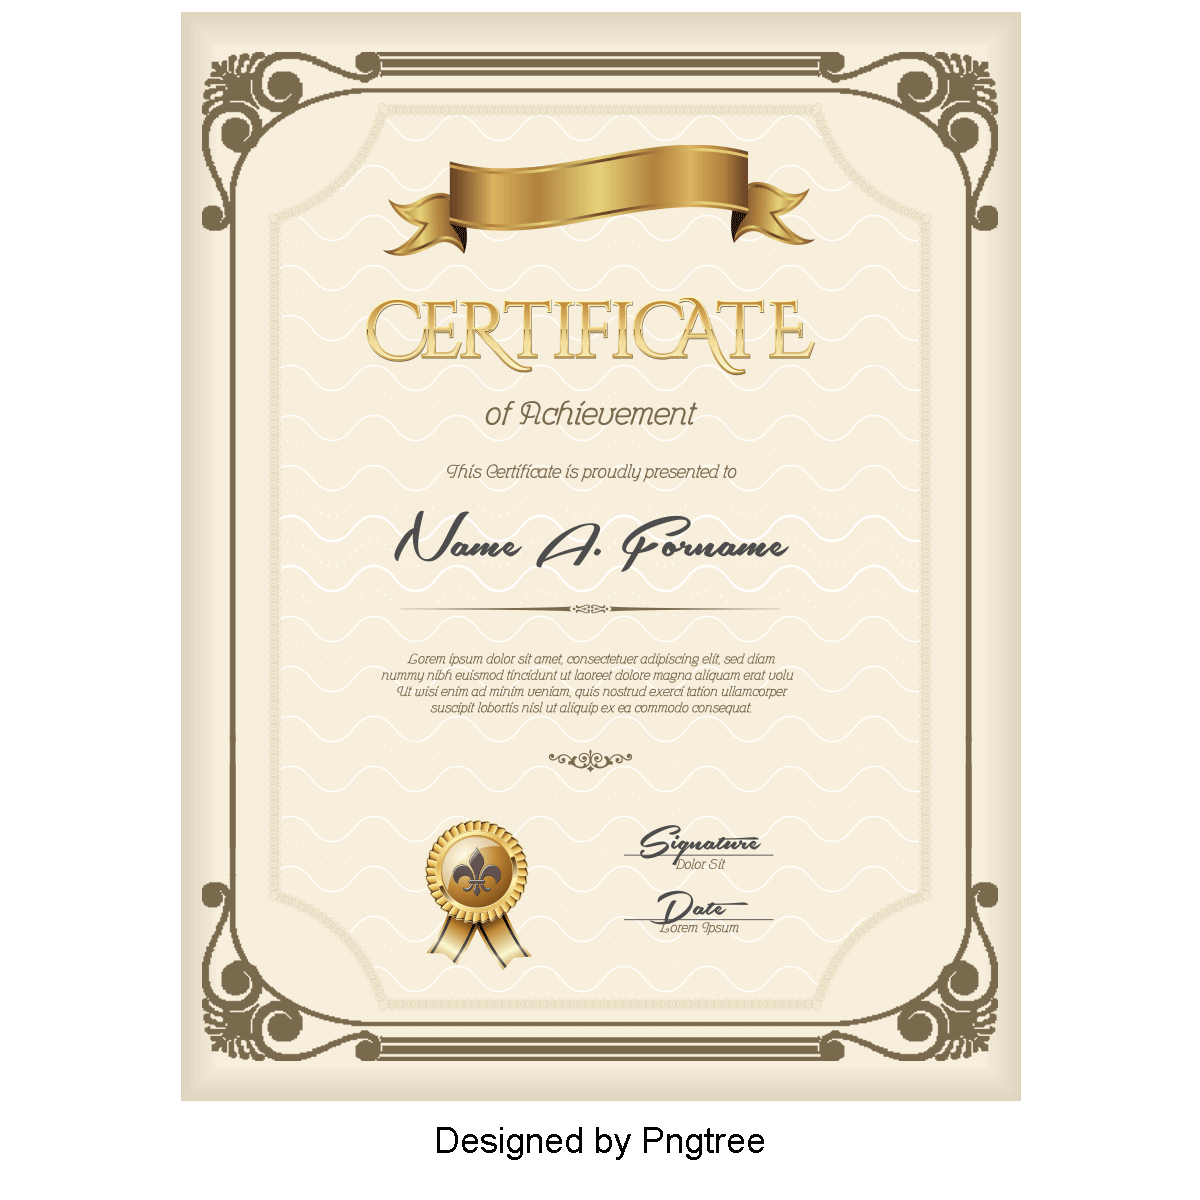 CERTIFICATE
of Achievement
This Certificate is proudly presented to
Name A. Forname
Lorem ipsum dolor sit amet, consectetuer adipiscing elit, sed diam
nummy nibh euismod tincidunt ut laoreet dolore magna aliquam erat volu
Ut wisi enim ad minim veniam, quis nostrud exerci tation ullamcorper
suscipit lobortis nisl ut aliquip ex ea commodo consequat.
Signature
Dolor Sit
Date
Lorem Ipsum
Designed by Pngtree